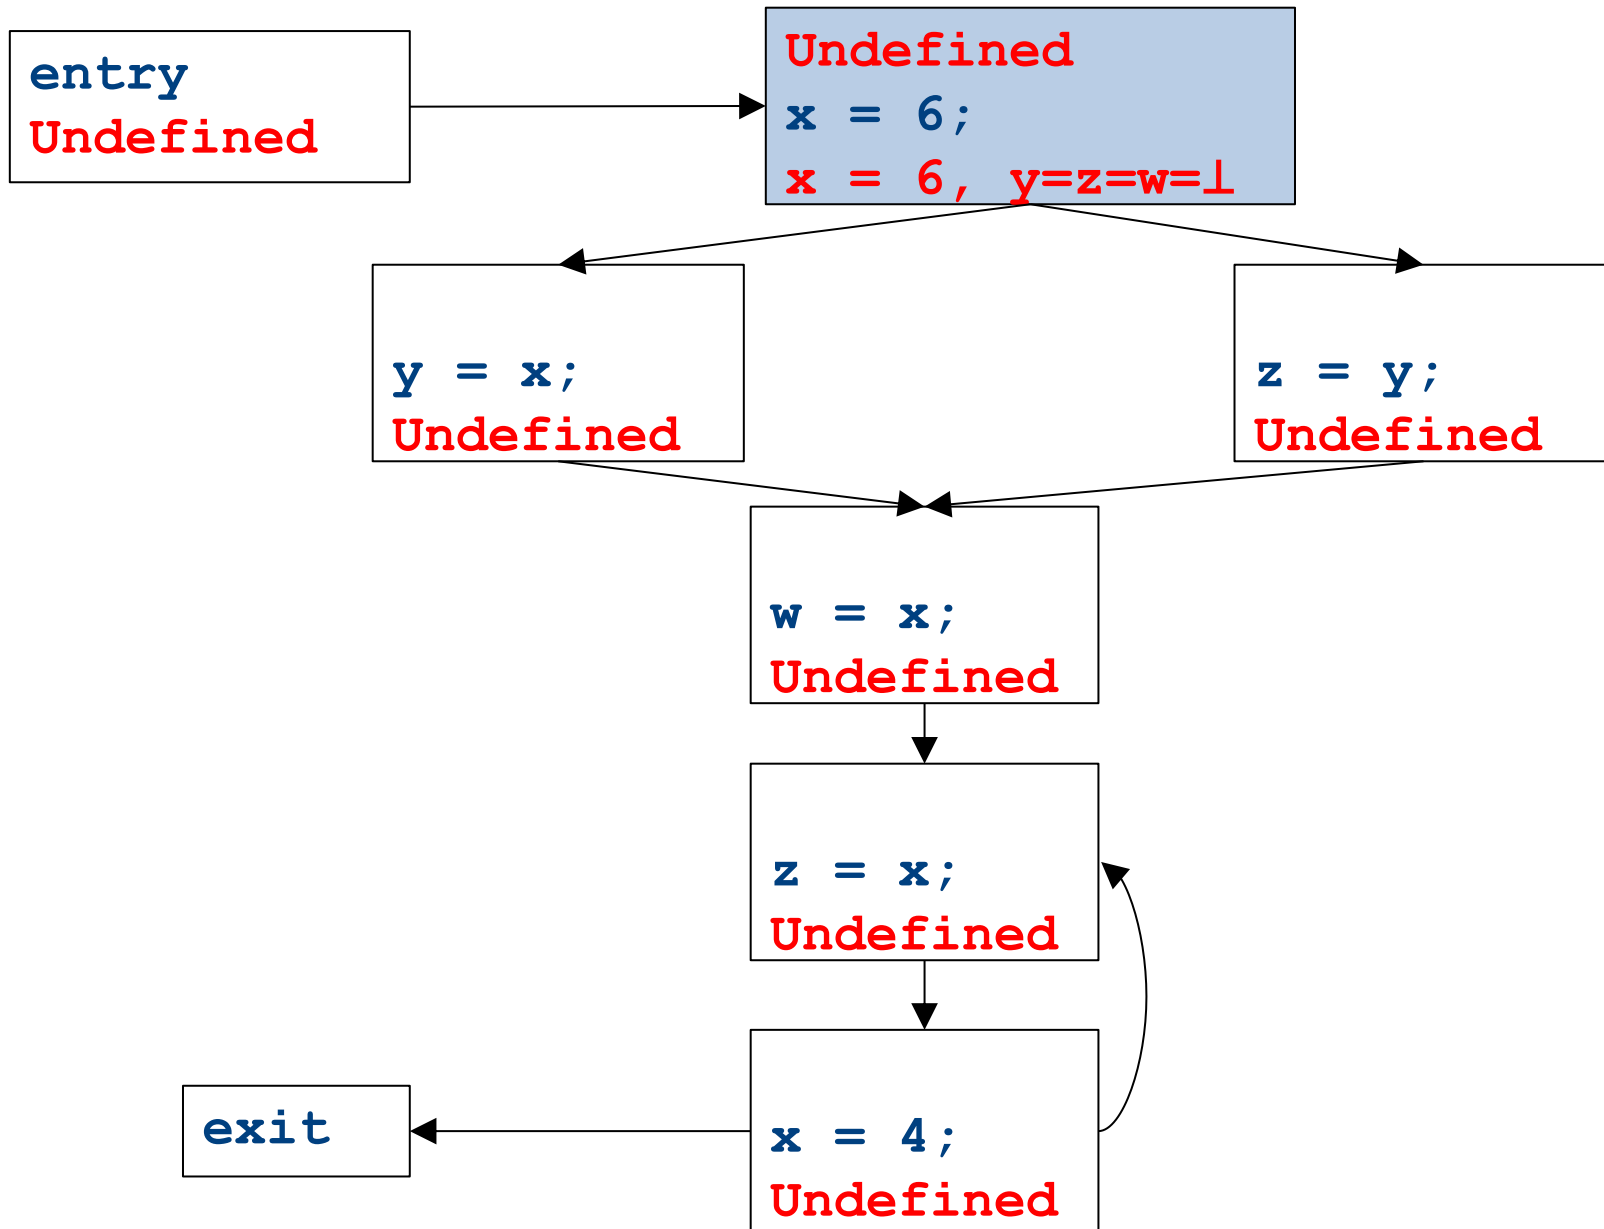 entry
Undefined
Undefined
x = 6;
x = 6, y=z=w=⊥
y = x;
Undefined
z = y;
Undefined
w = x;
Undefined
z = x;
Undefined
exit
x = 4;
Undefined